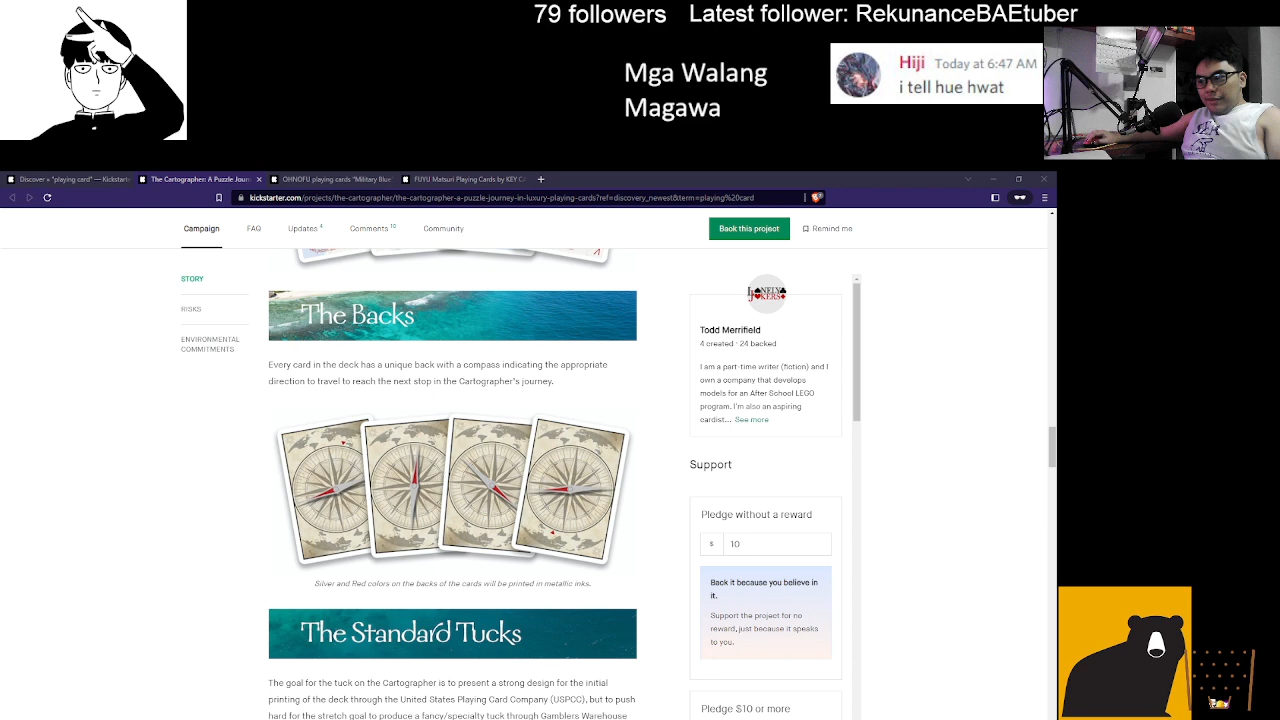 79 followers
Latest follower: RekunanceBAEtuber
Mga Walang
Magawa
Hiji Today at 6:47 AM
i tell hue hwat
Discover » "playing card" — Kickstarte
The Cartographer: A Puzzle Journ
OHNOFU playing cards "Military Blue"
FUYU Matsuri Playing Cards by KEY C
kickstarter.com/projects/the-cartographer/the-cartographer-a-puzzle-journey-in-luxury-playing-cards?ref=discovery_newest&term=playing%20card
Campaign
FAQ
Updates 4
Comments 10
Community
Back this project
Remind me
STORY
RISKS
ENVIRONMENTAL
COMMITMENTS
The Backs
Every card in the deck has a unique back with a compass indicating the appropriate
direction to travel to reach the next stop in the Cartographer's journey.
Silver and Red colors on the backs of the cards will be printed in metallic inks.
The Standard Tucks
The goal for the tuck on the Cartographer is to present a strong design for the initial
printing of the deck through the United States Playing Card Company (USPCC), but to push
hard for the stretch goal to produce a fancy/specialty tuck through Gamblers Warehouse
LONELY
JOKERS
Todd Merrifield
4 created · 24 backed
I am a part-time writer (fiction) and I
own a company that develops
models for an After School LEGO
program. I'm also an aspiring
cardist... See more
Support
Pledge without a reward
$ 10
Back it because you believe in
it.
Support the project for no
reward, just because it speaks
to you.
Pledge $10 or more